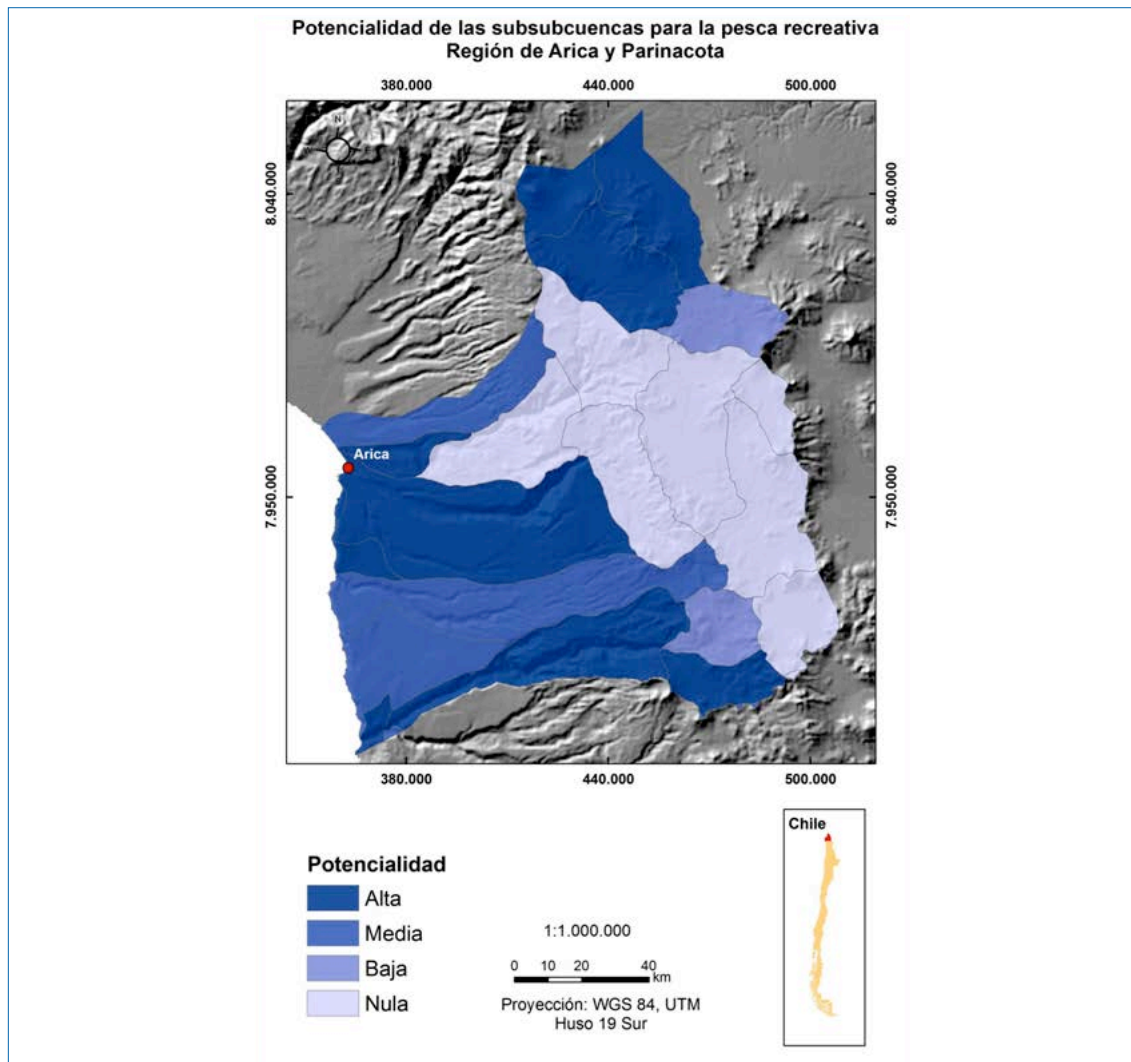 Potencialidad de las subsubcuencas para la pesca recreativa
Región de Arica y Parinacota
380.000 440.000 500.000
N
8.040.000 8.040.000
Arica
7.950.000 7.950.000
380.000 440.000 500.000
Chile
Potencialidad
Alta
Media
Baja
Nula
1:1.000.000
0 10 20 40
km
Proyección: WGS 84, UTM
Huso 19 Sur